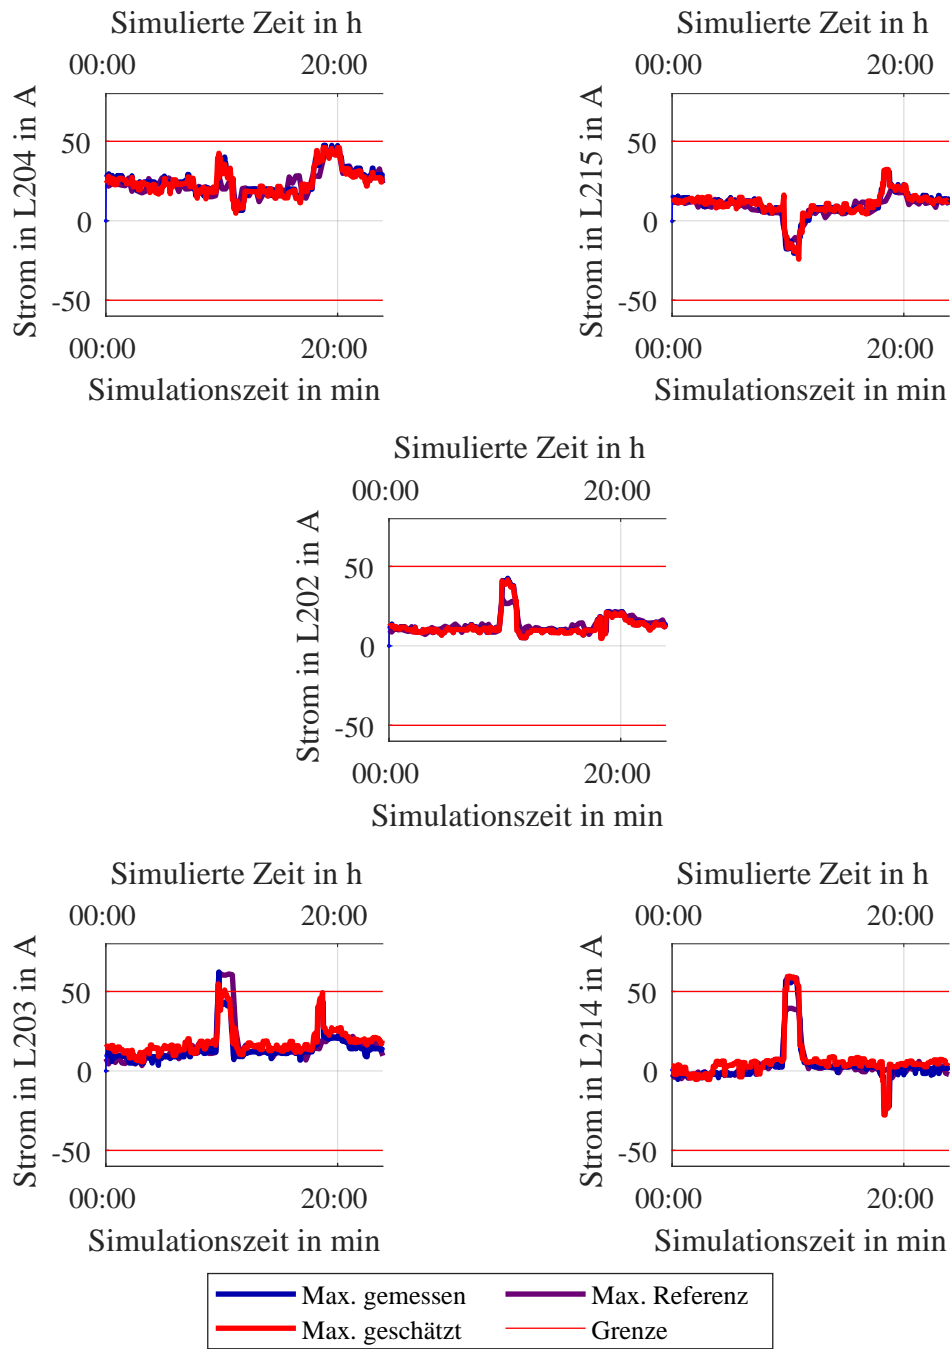 Simulierte Zeit in h
00:00 20:00
Strom in L204 in A
50
0
-50
00:00 20:00
Simulationszeit in min
Simulierte Zeit in h
00:00 20:00
Strom in L215 in A
50
0
-50
00:00 20:00
Simulationszeit in min
Simulierte Zeit in h
00:00 20:00
Strom in L202 in A
50
0
-50
00:00 20:00
Simulationszeit in min
Simulierte Zeit in h
00:00 20:00
Strom in L203 in A
50
0
-50
00:00 20:00
Simulationszeit in min
Simulierte Zeit in h
00:00 20:00
Strom in L214 in A
50
0
-50
00:00 20:00
Simulationszeit in min
Max. gemessen Max. Referenz
Max. geschätzt Grenze